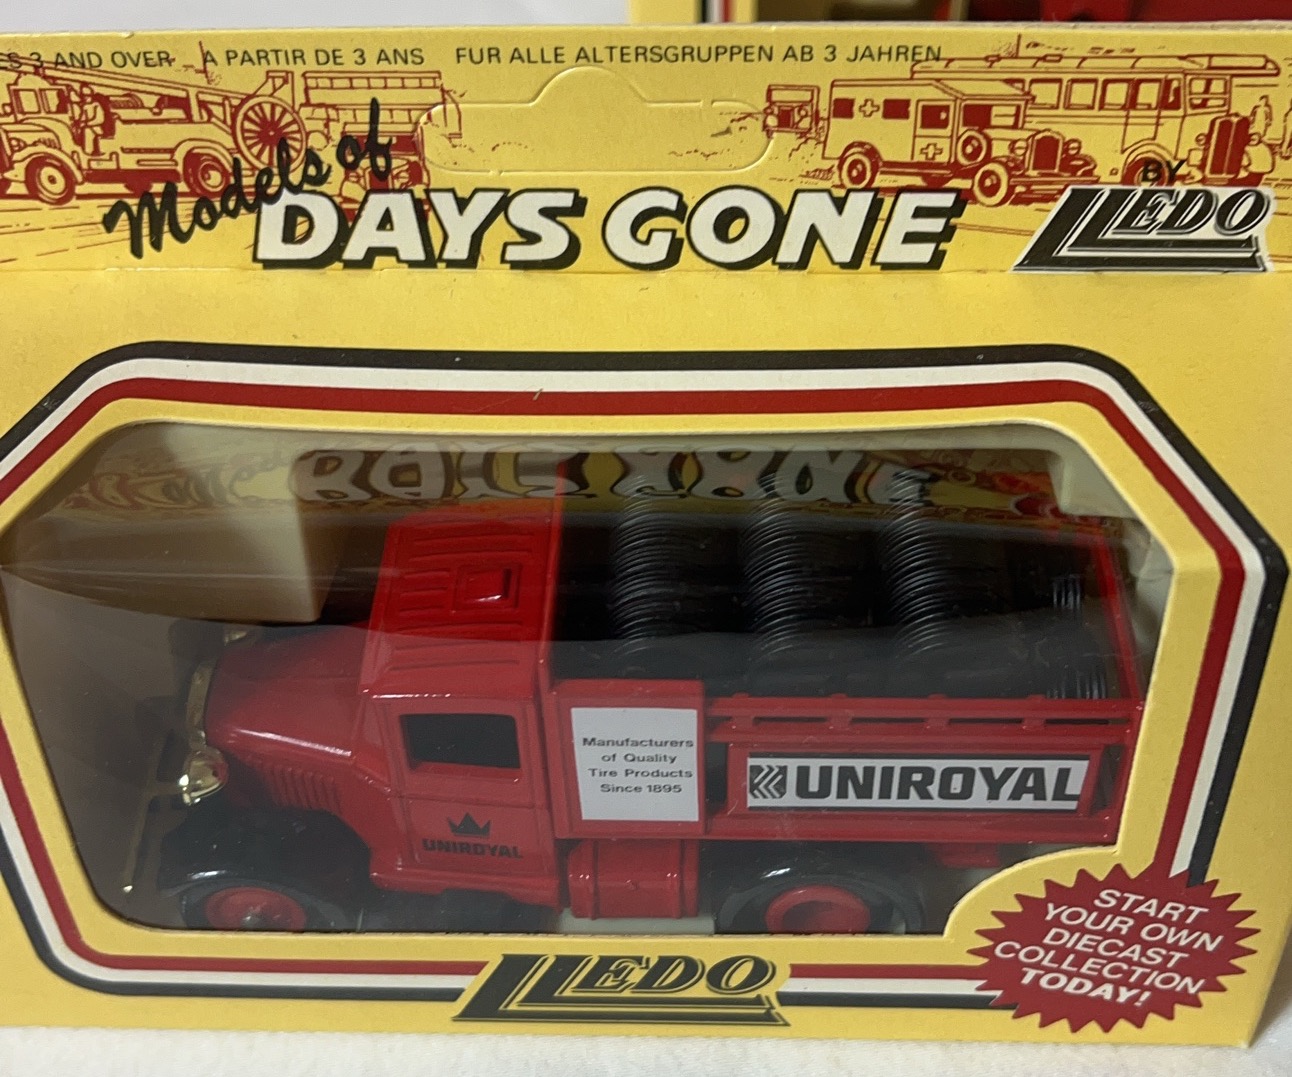 3 AND OVER A PARTIR DE 3 ANS FUR ALLE ALTERSGRUPPEN AB 3 JAHREN
Models of
DAYS GONE
BY
LLEDO
Manufacturers
of Quality
Tire Products
Since 1895
UNIROYAL
UNIROYAL
LLEDO
START
YOUR OWN
DIECAST
COLLECTION
TODAY!